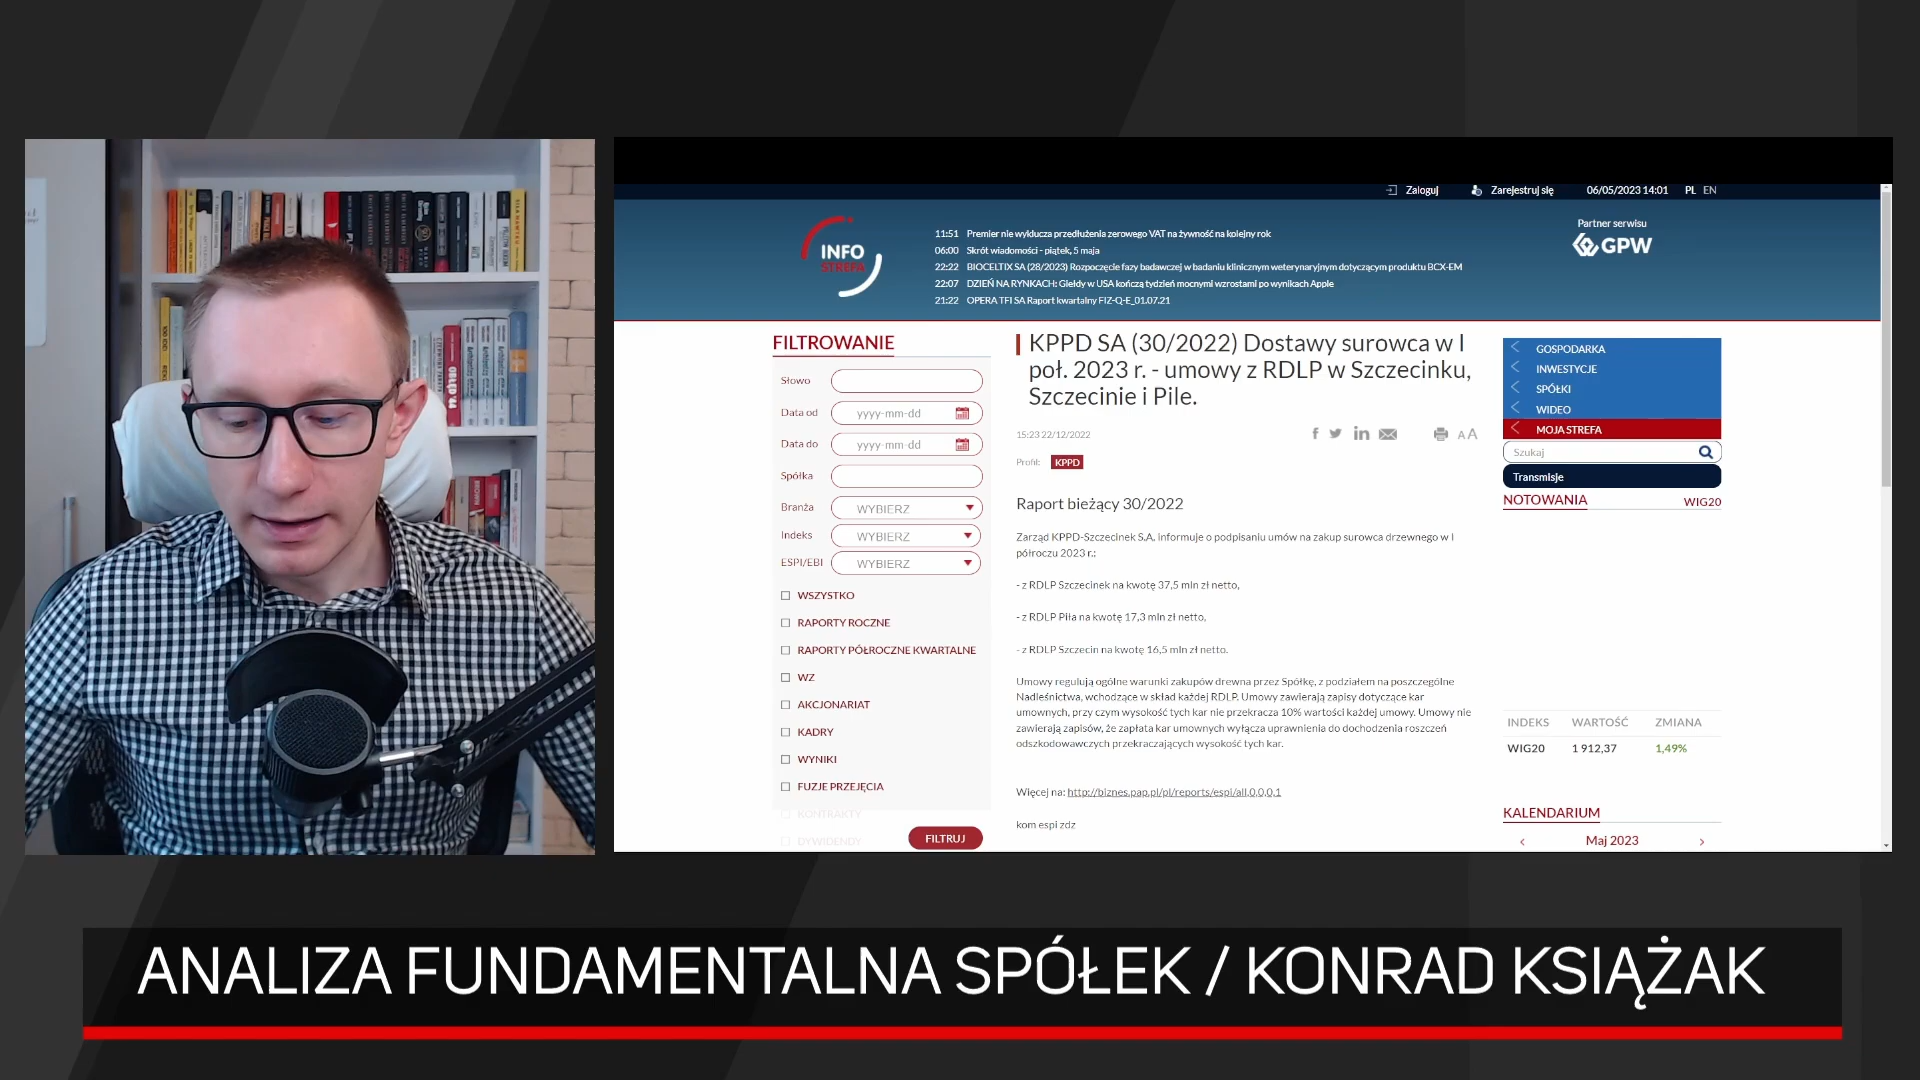 Zaloguj
Zarejestruj się
06/05/2023 14:01
PL EN
INFO
STREFA
11:51 Premier nie wyklucza przedłużenia zerowego VAT na żywność na kolejny rok
06:00 Skrót wiadomości - piątek, 5 maja
22:22 BIOCELTIX SA (28/2023) Rozpoczęcie fazy badawczej w badaniu klinicznym weterynaryjnym dotyczącym produktu BCX-EM
22:07 DZIEŃ NA RYNKACH: Giełdy w USA kończą tydzień mocnymi wzrostami po wynikach Apple
21:22 OPERA TFI SA Raport kwartalny FIZ-Q-E_01.07.21
Partner serwisu
GPW
FILTROWANIE
Słowo
Data od yyyy-mm-dd
Data do yyyy-mm-dd
Spółka
Branża WYBIERZ
Indeks WYBIERZ
ESPI/EBI WYBIERZ
WSZYSTKO
RAPORTY ROCZNE
RAPORTY PÓŁROCZNE KWARTALNE
WZ
AKCJONARIAT
KADRY
WYNIKI
FUZJE PRZEJĘCIA
KONTRAKTY
DYWIDENDY
FILTRUJ
KPPD SA (30/2022) Dostawy surowca w I
poł. 2023 r. - umowy z RDLP w Szczecinku,
Szczecinie i Pile.
15:23 22/12/2022
A A
Profil: KPPD
Raport bieżący 30/2022
Zarząd KPPD-Szczecinek S.A. informuje o podpisaniu umów na zakup surowca drzewnego w I
półroczu 2023 r.:
- z RDLP Szczecinek na kwotę 37,5 mln zł netto,
- z RDLP Piła na kwotę 17,3 mln zł netto,
- z RDLP Szczecin na kwotę 16,5 mln zł netto.
Umowy regulują ogólne warunki zakupów drewna przez Spółkę, z podziałem na poszczególne
Nadleśnictwa, wchodzące w skład każdej RDLP. Umowy zawierają zapisy dotyczące kar
umownych, przy czym wysokość tych kar nie przekracza 10% wartości każdej umowy. Umowy nie
zawierają zapisów, że zapłata kar umownych wyłącza uprawnienia do dochodzenia roszczeń
odszkodowawczych przekraczających wysokość tych kar.
Więcej na: http://biznes.pap.pl/pl/reports/espi/all,0,0,0,1
kom espi zdz
GOSPODARKA
INWESTYCJE
SPÓŁKI
WIDEO
MOJA STREFA
Szukaj
Transmisje
NOTOWANIA WIG20
INDEKS WARTOŚĆ ZMIANA
WIG20 1 912,37 1,49%
KALENDARIUM
Maj 2023
ANALIZA FUNDAMENTALNA SPÓŁEK / KONRAD KSIĄŻAK